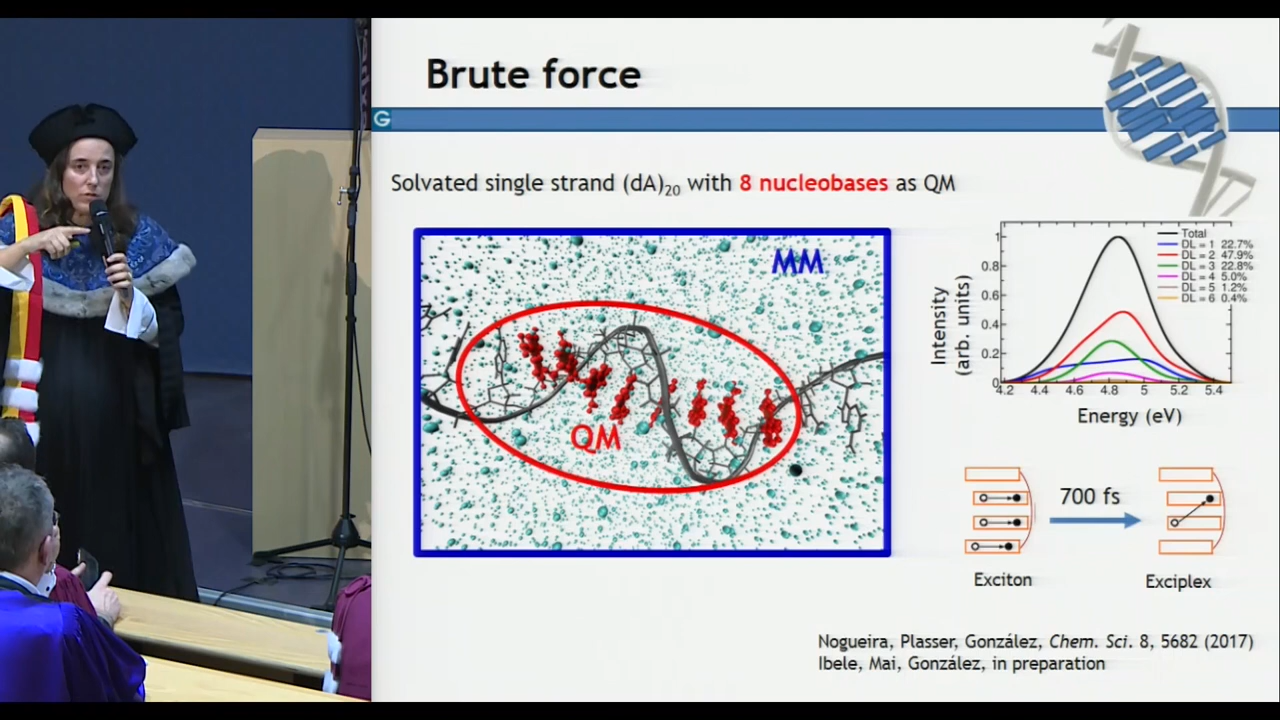 Brute force
G
Solvated single strand (dA)20 with 8 nucleobases as QM
MM
QM
Intensity
(arb. units)
1
0.8
0.6
0.4
0.2
0
Total
DL = 1 22.7%
DL = 2 47.9%
DL = 3 22.8%
DL = 4 5.0%
DL = 5 1.2%
DL = 6 0.4%
4.2 4.4 4.6 4.8 5 5.2 5.4
Energy (eV)
700 fs
Exciton
Exciplex
Nogueira, Plasser, González, Chem. Sci. 8, 5682 (2017)
Ibele, Mai, González, in preparation